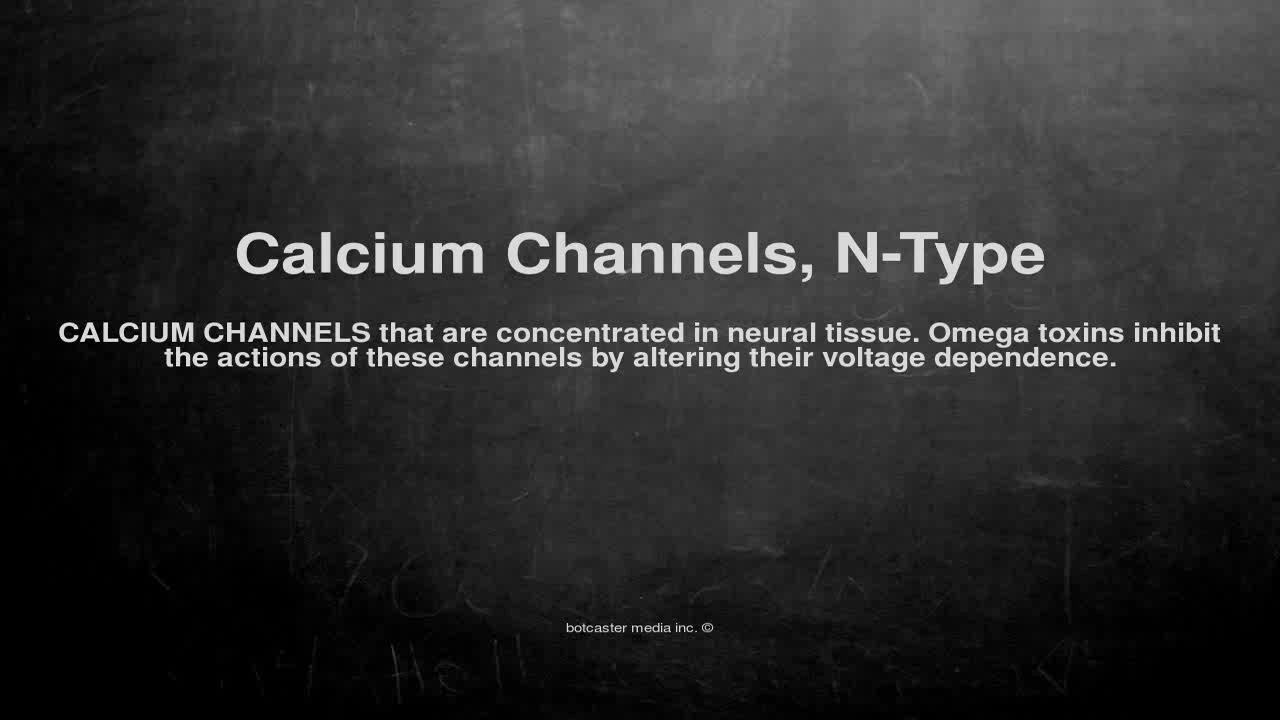 Calcium Channels, N-Type
CALCIUM CHANNELS that are concentrated in neural tissue. Omega toxins inhibit
the actions of these channels by altering their voltage dependence.
botcaster media inc. ©